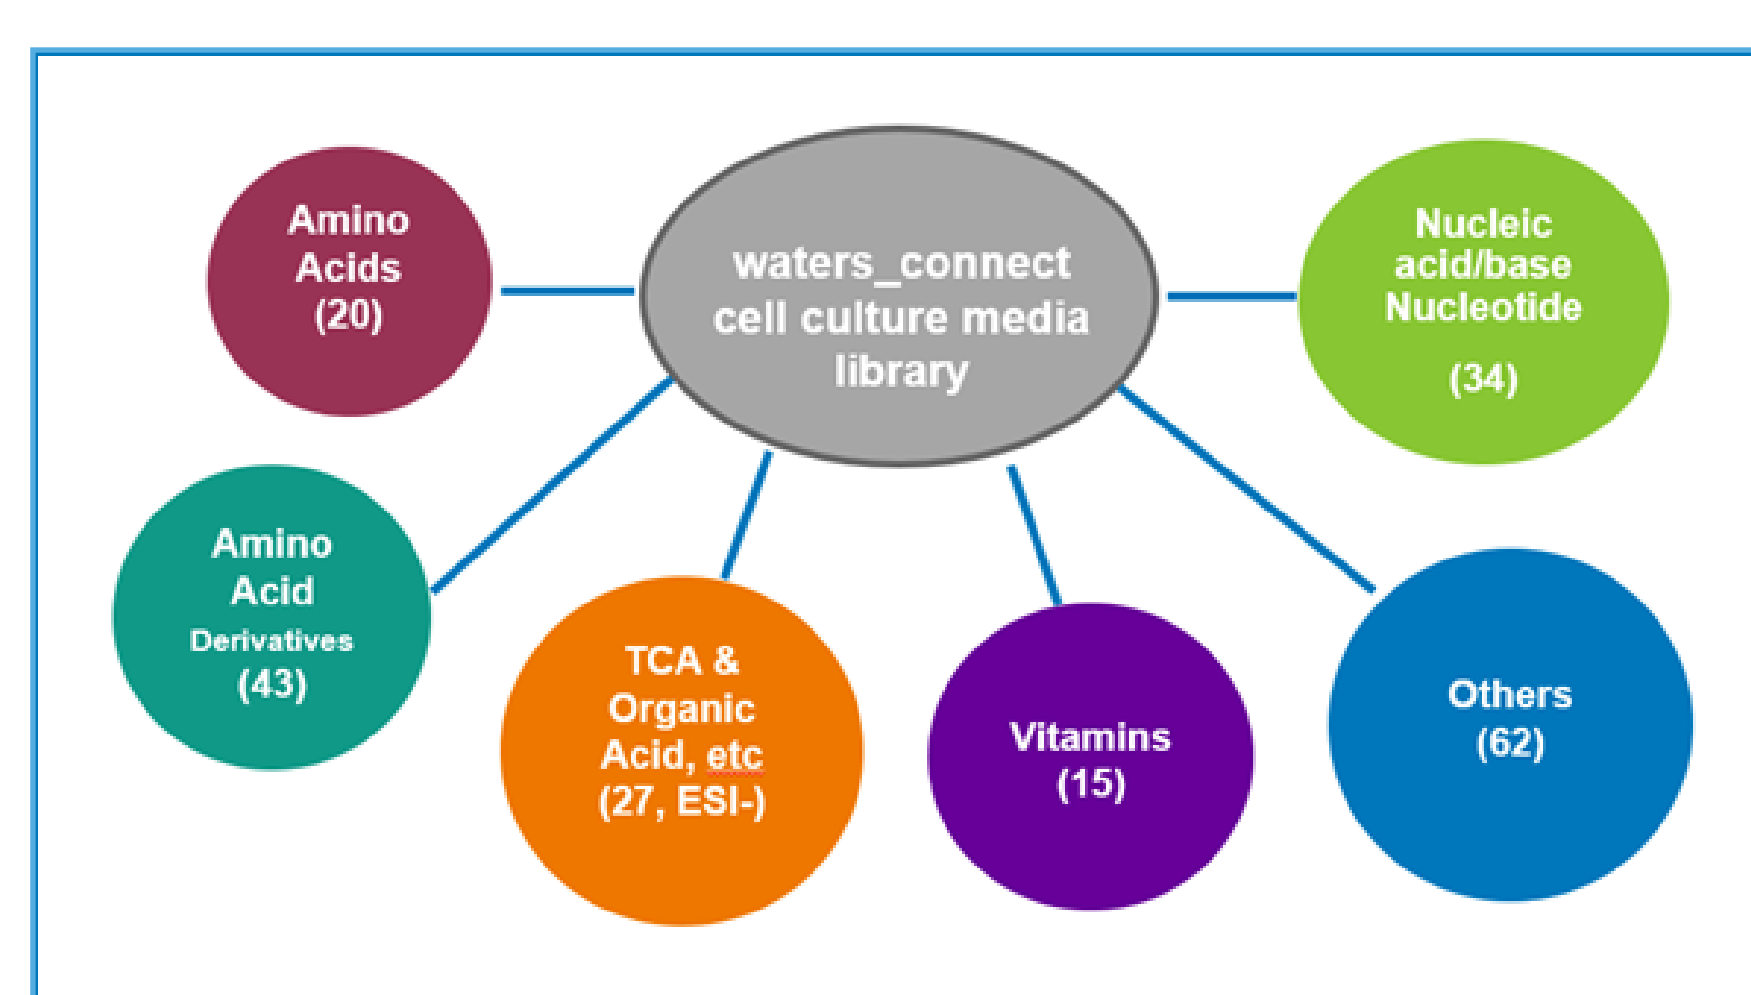 Amino
Acids
(20)
waters_connect
cell culture media
library
Nucleic
acid/base
Nucleotide
(34)
Amino
Acid
Derivatives
(43)
TCA &
Organic
Acid, etc
(27, ESI-)
Vitamins
(15)
Others
(62)